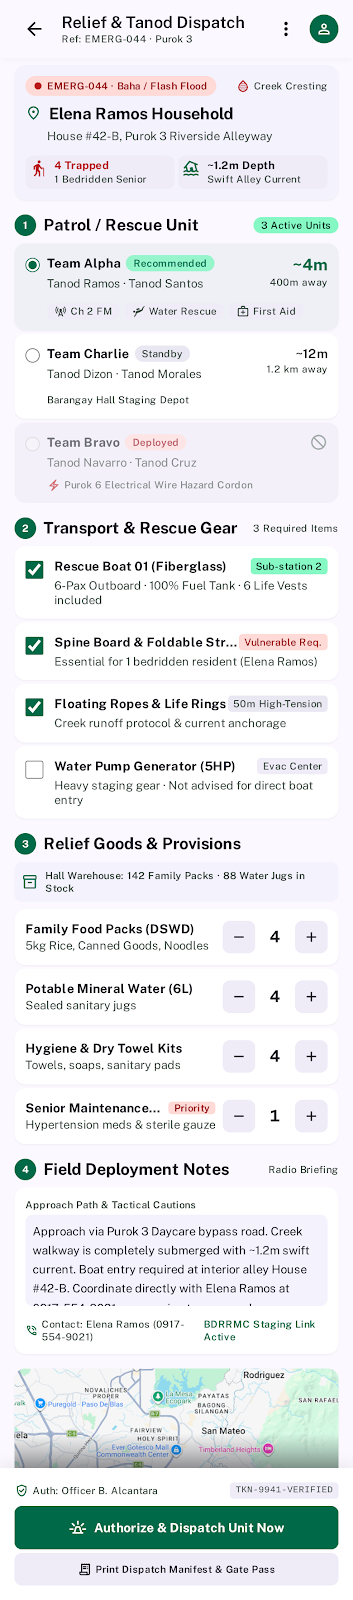 Relief & Tanod Dispatch
Ref: EMERG-044 · Purok 3
EMERG-044 · Baha / Flash Flood
Creek Cresting
Elena Ramos Household
House #42-B, Purok 3 Riverside Alleyway
4 Trapped
1 Bedridden Senior
~1.2m Depth
Swift Alley Current
1 Patrol / Rescue Unit
3 Active Units
Team Alpha
Recommended
~4m
Tanod Ramos · Tanod Santos
400m away
Ch 2 FM
Water Rescue
First Aid
Team Charlie
Standby
~12m
Tanod Dizon · Tanod Morales
1.2 km away
Barangay Hall Staging Depot
Team Bravo
Deployed
Tanod Navarro · Tanod Cruz
Purok 6 Electrical Wire Hazard Cordon
2 Transport & Rescue Gear
3 Required Items
Rescue Boat 01 (Fiberglass)
Sub-station 2
6-Pax Outboard · 100% Fuel Tank · 6 Life Vests
included
Spine Board & Foldable Str...
Vulnerable Req.
Essential for 1 bedridden resident (Elena Ramos)
Floating Ropes & Life Rings
50m High-Tension
Creek runoff protocol & current anchorage
Water Pump Generator (5HP)
Evac Center
Heavy staging gear · Not advised for direct boat
entry
3 Relief Goods & Provisions
Hall Warehouse: 142 Family Packs · 88 Water Jugs in
Stock
Family Food Packs (DSWD)
5kg Rice, Canned Goods, Noodles
− 4 +
Potable Mineral Water (6L)
Sealed sanitary jugs
− 4 +
Hygiene & Dry Towel Kits
Towels, soaps, sanitary pads
− 4 +
Senior Maintenance...
Priority
Hypertension meds & sterile gauze
− 1 +
4 Field Deployment Notes
Radio Briefing
Approach Path & Tactical Cautions
Approach via Purok 3 Daycare bypass road. Creek
walkway is completely submerged with ~1.2m swift
current. Boat entry required at interior alley House
#42-B. Coordinate directly with Elena Ramos at
Contact: Elena Ramos (0917-
554-9021)
BDRRMC Staging Link
Active
Rodriguez
La Mesa
Ecopark
NOVALICHES
PROPER
PAYATAS
BAGONG
SILANGAN
SAN RAFAEL
Puregold - Paso De Blas
ralk
FAIRVIEW
HOLY SPIRIT
San Mateo
ela
Ever Gotesco Mall
Commonwealth Center
Timberland Heights
Auth: Officer B. Alcantara
TKN-9941-VERIFIED
Authorize & Dispatch Unit Now
Print Dispatch Manifest & Gate Pass